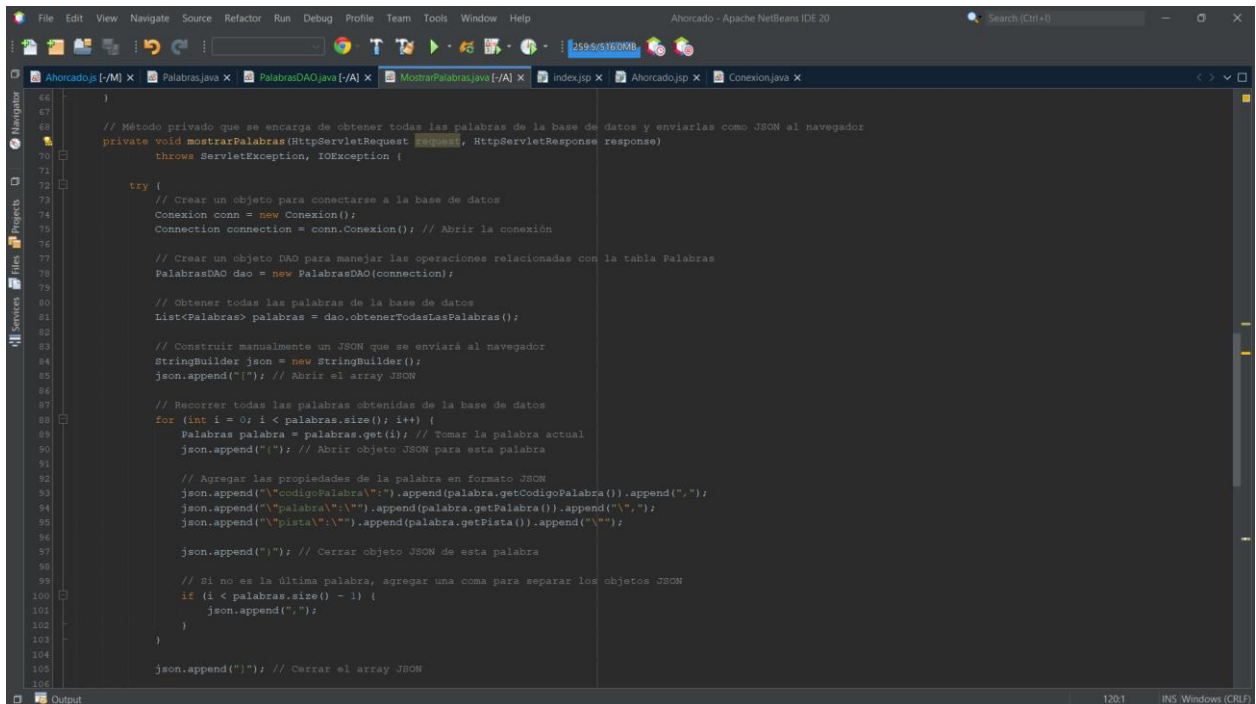 File Edit View Navigate Source Refactor Run Debug Profile Team Tools Window Help
Ahorcado - Apache NetBeans IDE 20
Search (Ctrl+I)
259.5/516.0MB
Ahorcado.js [-/M] Palabras.java PalabrasDAO.java [-/A] MostrarPalabras.java [-/A] index.jsp Ahorcado.jsp Conexion.java
Navigator
Projects
Files
Services
66 }
67
68 // Método privado que se encarga de obtener todas las palabras de la base de datos y enviarlas como JSON al navegador
private void mostrarPalabras(HttpServletRequest request, HttpServletResponse response)
70 throws ServletException, IOException {
71
72 try {
73 // Crear un objeto para conectarse a la base de datos
74 Conexion conn = new Conexion();
75 Connection connection = conn.Conexion(); // Abrir la conexión
76
77 // Crear un objeto DAO para manejar las operaciones relacionadas con la tabla Palabras
78 PalabrasDAO dao = new PalabrasDAO(connection);
79
80 // Obtener todas las palabras de la base de datos
81 List<Palabras> palabras = dao.obtenerTodasLasPalabras();
82
83 // Construir manualmente un JSON que se enviará al navegador
84 StringBuilder json = new StringBuilder();
85 json.append("["); // Abrir el array JSON
86
87 // Recorrer todas las palabras obtenidas de la base de datos
88 for (int i = 0; i < palabras.size(); i++) {
89 Palabras palabra = palabras.get(i); // Tomar la palabra actual
90 json.append("{"); // Abrir objeto JSON para esta palabra
91
92 // Agregar las propiedades de la palabra en formato JSON
93 json.append("\"codigoPalabra\":").append(palabra.getCodigoPalabra()).append(",");
94 json.append("\"palabra\":\"").append(palabra.getPalabra()).append("\",");
95 json.append("\"pista\":\"").append(palabra.getPista()).append("\"");
96
97 json.append("}"); // Cerrar objeto JSON de esta palabra
98
99 // Si no es la última palabra, agregar una coma para separar los objetos JSON
100 if (i < palabras.size() - 1) {
101 json.append(",");
102 }
103 }
104
105 json.append("]"); // Cerrar el array JSON
106
Output
120:1 INS Windows (CRLF)